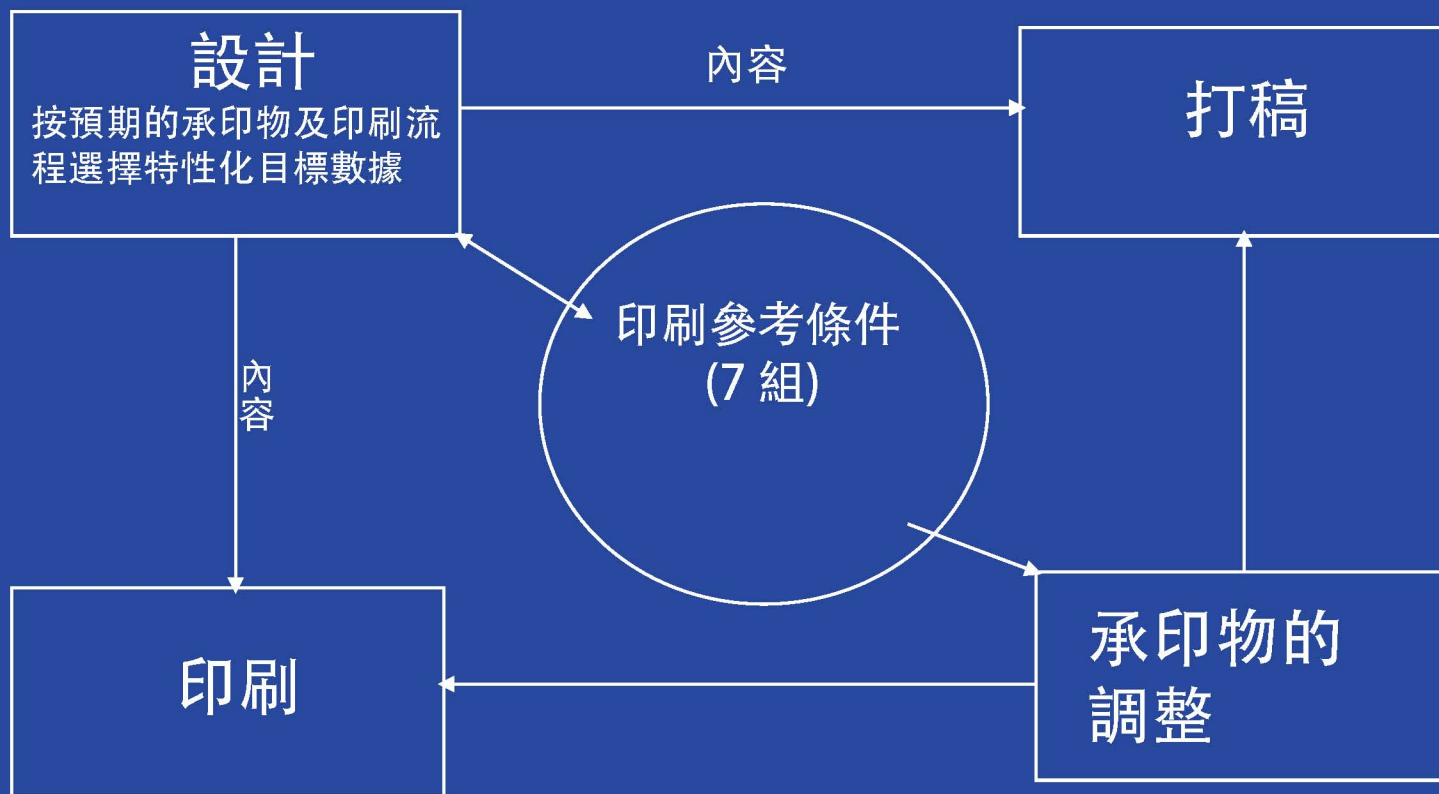 設計
按預期的承印物及印刷流
程選擇特性化目標數據
內容
打稿
印刷參考條件
(7 組)
內
容
印刷
承印物的
調整